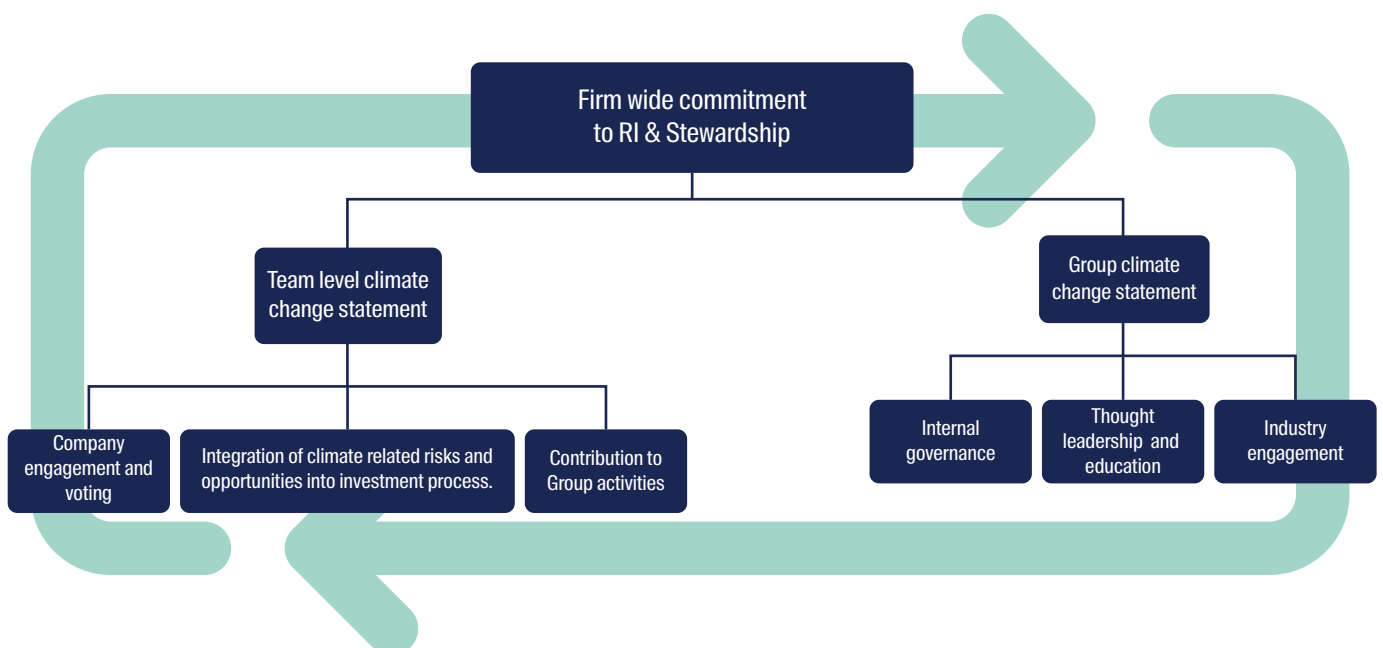 Firm wide commitment
to RI & Stewardship
Team level climate
change statement
Group climate
change statement
Company
engagement and
voting
Integration of climate related risks and
opportunities into investment process.
Contribution to
Group activities
Internal
governance
Thought
leadership and
education
Industry
engagement